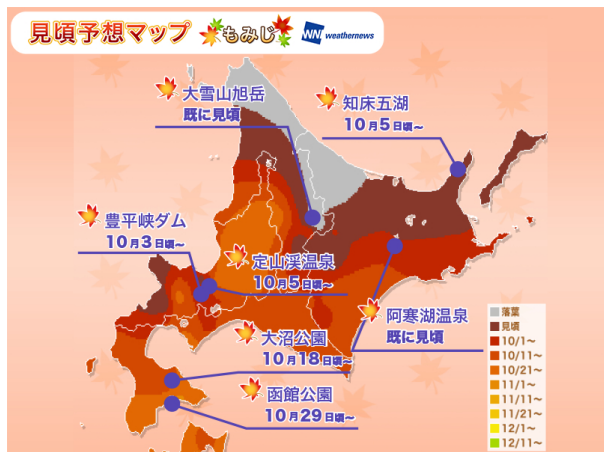 見頃予想マップ もみじ WN weathernews
大雪山旭岳
既に見頃
知床五湖
10月5日頃~
豊平峡ダム
10月3日頃~
定山渓温泉
10月5日頃~
阿寒湖温泉
既に見頃
大沼公園
10月18日頃~
函館公園
10月29日頃~
落葉
見頃
10/1~
10/11~
10/21~
11/1~
11/11~
11/21~
12/1~
12/11~